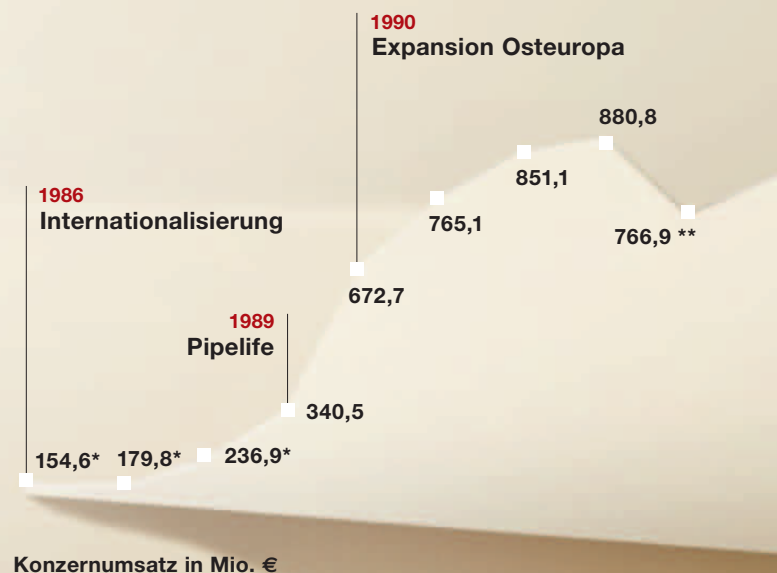 1990
Expansion Osteuropa
880,8
851,1
1986
Internationalisierung
765,1
766,9 **
672,7
1989
Pipelife
340,5
154,6* 179,8* 236,9*
Konzernumsatz in Mio. €